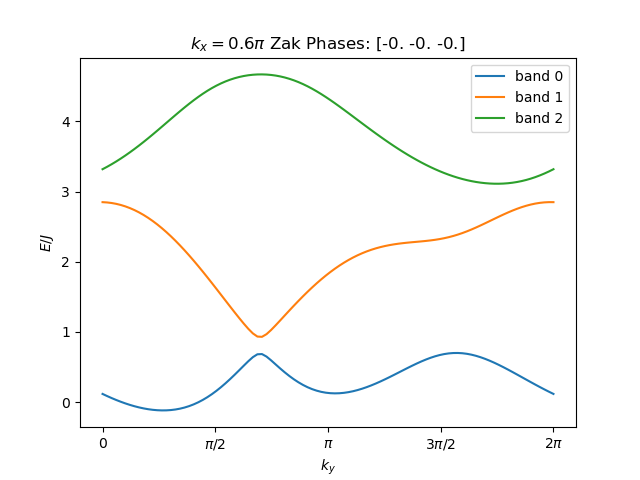 $k_x = 0.6\pi$ Zak Phases: [-0. -0. -0.]
band 0
band 1
band 2
E/J
4
3
2
1
0
0
π/2
π
3π/2
2π
$k_y$